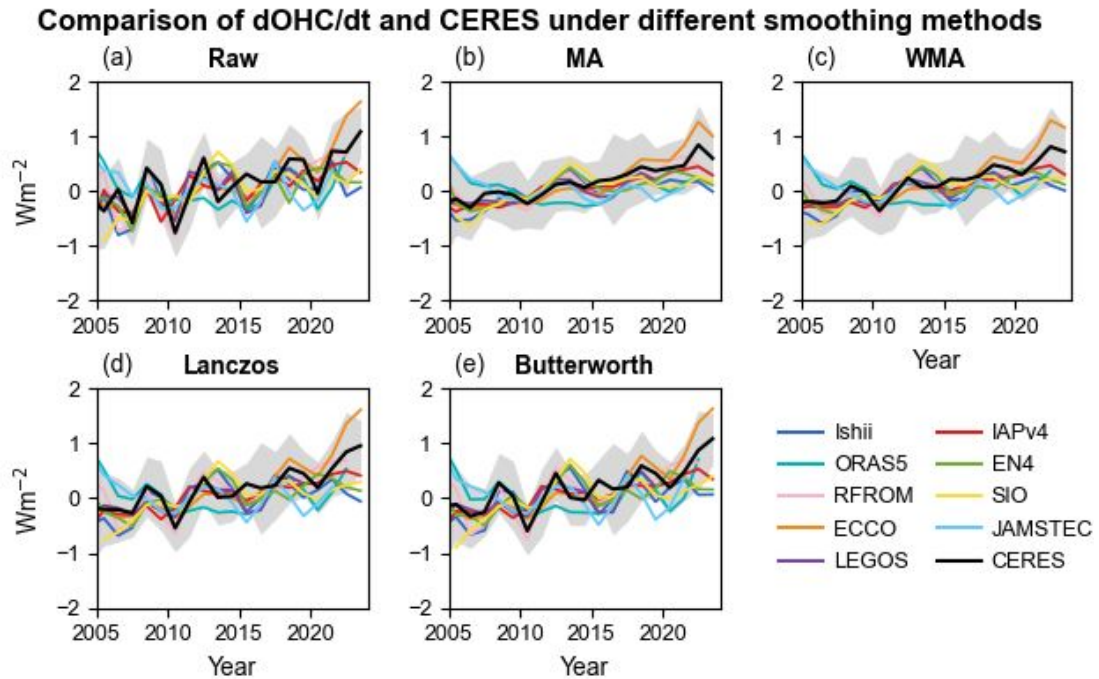 Comparison of dOHC/dt and CERES under different smoothing methods
(a) Raw
(b) MA
(c) WMA
2
1
0
−1
−2
Wm−2
2005 2010 2015 2020
2
1
0
−1
−2
2005 2010 2015 2020
2
1
0
−1
−2
2005 2010 2015 2020
Year
(d) Lanczos
(e) Butterworth
2
1
0
−1
−2
Wm−2
2005 2010 2015 2020
Year
2
1
0
−1
−2
2005 2010 2015 2020
Year
Ishii
ORAS5
RFROM
ECCO
LEGOS
IAPv4
EN4
SIO
JAMSTEC
CERES